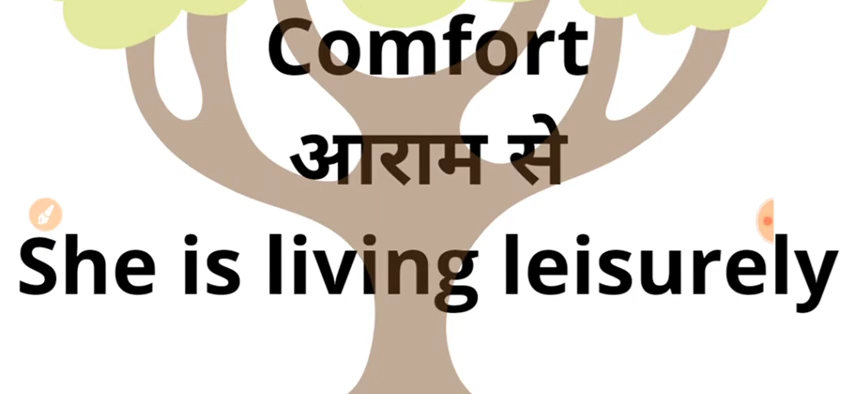 Comfort
आराम से
She is living leisurely